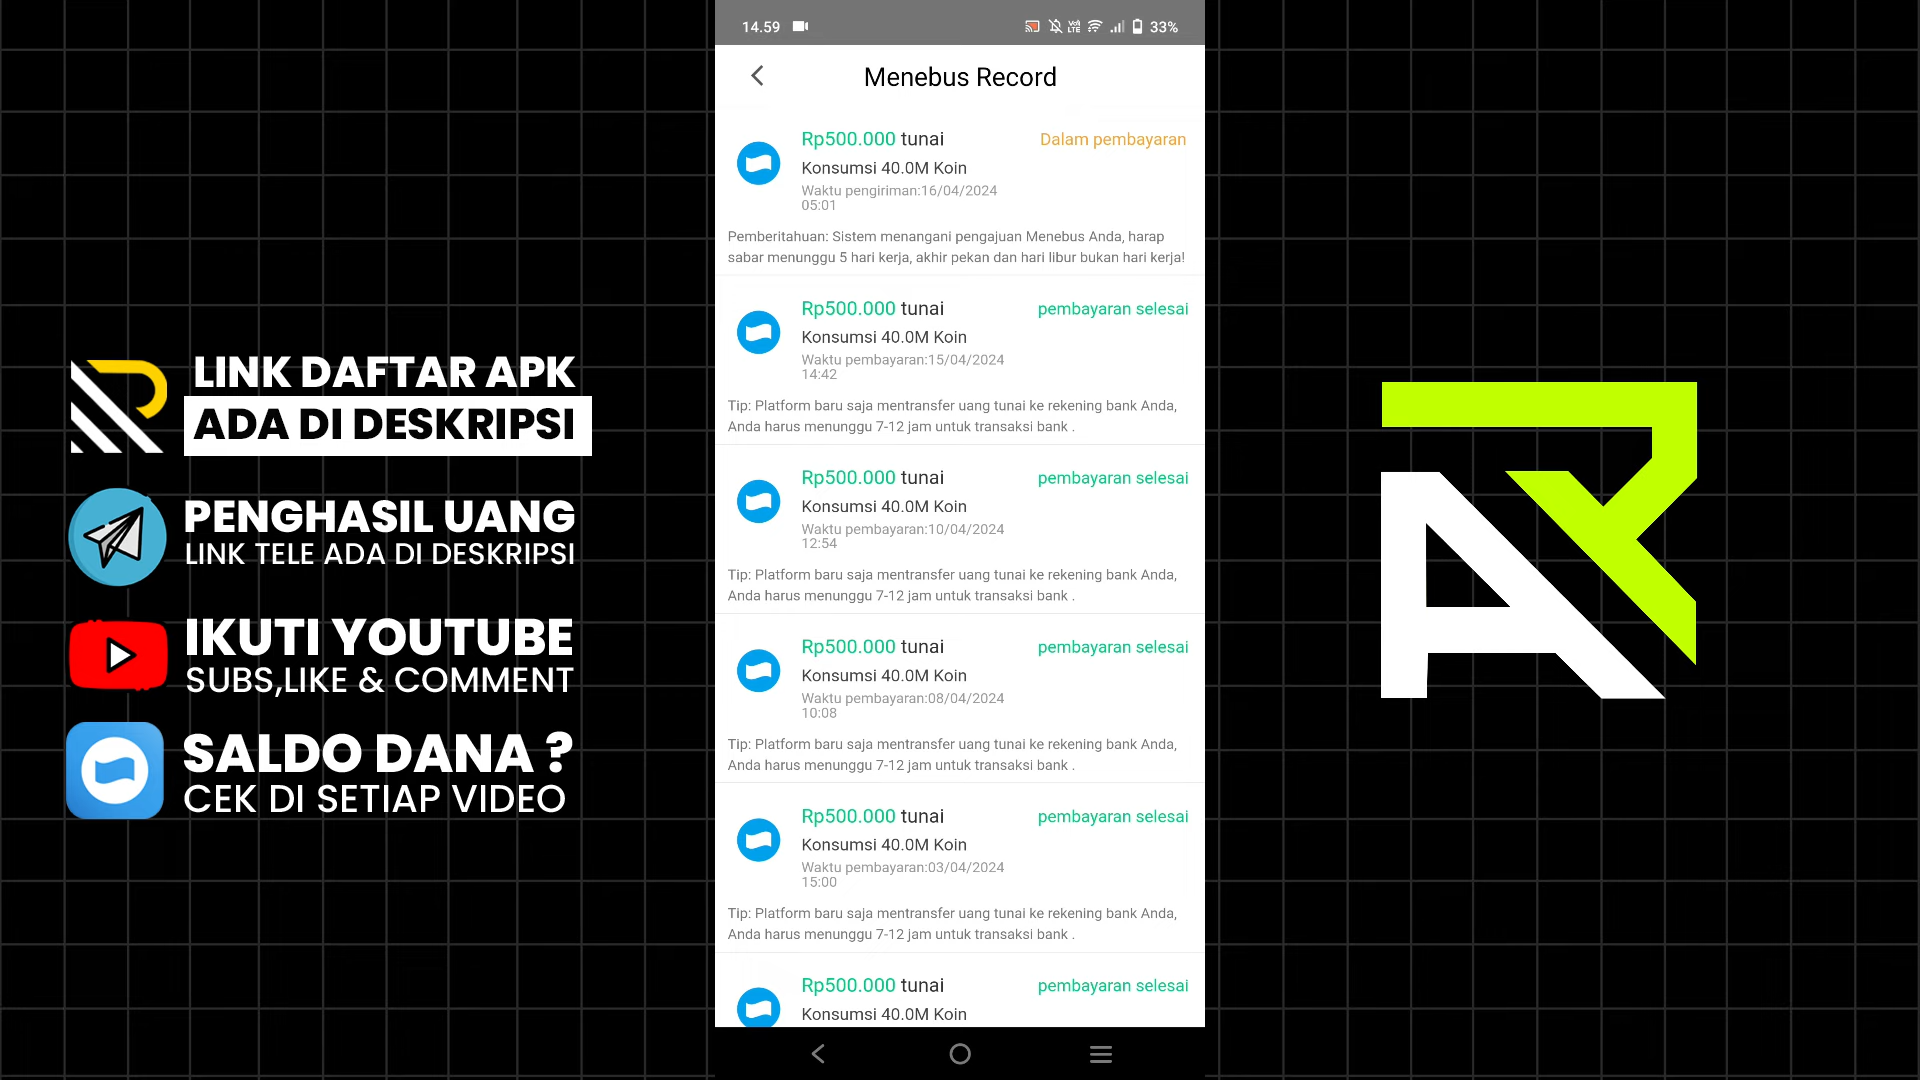 LINK DAFTAR APK
ADA DI DESKRIPSI
PENGHASIL UANG
LINK TELE ADA DI DESKRIPSI
IKUTI YOUTUBE
SUBS,LIKE & COMMENT
SALDO DANA ?
CEK DI SETIAP VIDEO
14.59
VoB LTE
33%
Menebus Record
Rp500.000 tunai
Dalam pembayaran
Konsumsi 40.0M Koin
Waktu pengiriman:16/04/2024
05:01
Pemberitahuan: Sistem menangani pengajuan Menebus Anda, harap
sabar menunggu 5 hari kerja, akhir pekan dan hari libur bukan hari kerja!
Rp500.000 tunai
pembayaran selesai
Konsumsi 40.0M Koin
Waktu pembayaran:15/04/2024
14:42
Tip: Platform baru saja mentransfer uang tunai ke rekening bank Anda,
Anda harus menunggu 7-12 jam untuk transaksi bank .
Rp500.000 tunai
pembayaran selesai
Konsumsi 40.0M Koin
Waktu pembayaran:10/04/2024
12:54
Tip: Platform baru saja mentransfer uang tunai ke rekening bank Anda,
Anda harus menunggu 7-12 jam untuk transaksi bank .
Rp500.000 tunai
pembayaran selesai
Konsumsi 40.0M Koin
Waktu pembayaran:08/04/2024
10:08
Tip: Platform baru saja mentransfer uang tunai ke rekening bank Anda,
Anda harus menunggu 7-12 jam untuk transaksi bank .
Rp500.000 tunai
pembayaran selesai
Konsumsi 40.0M Koin
Waktu pembayaran:03/04/2024
15:00
Tip: Platform baru saja mentransfer uang tunai ke rekening bank Anda,
Anda harus menunggu 7-12 jam untuk transaksi bank .
Rp500.000 tunai
pembayaran selesai
Konsumsi 40.0M Koin